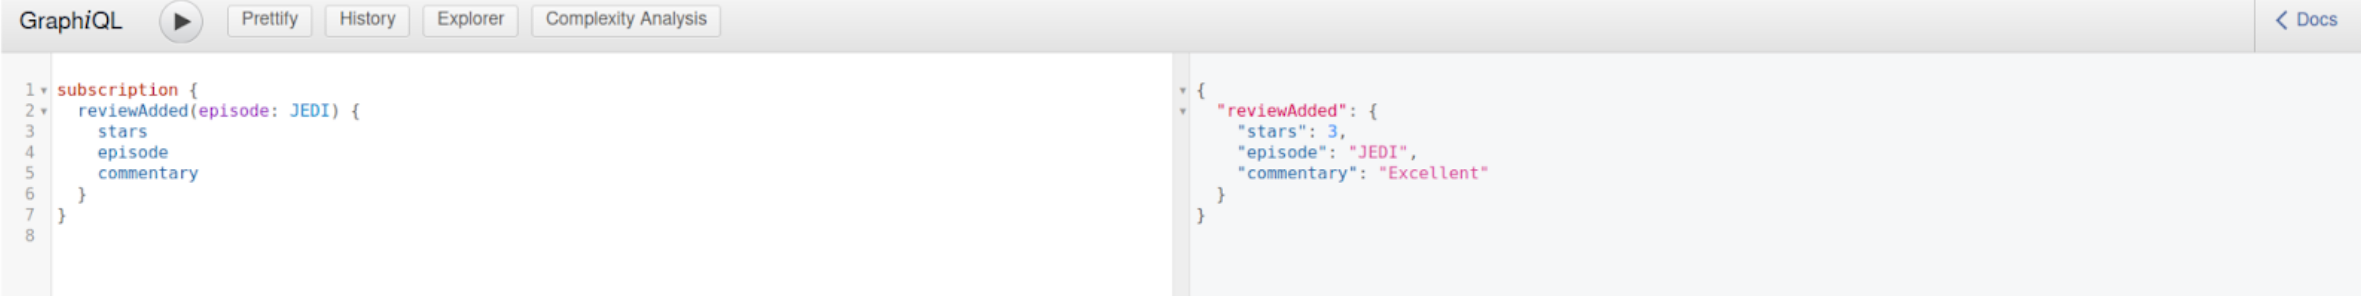 GraphiQL Prettify History Explorer Complexity Analysis < Docs
1 subscription {
2 reviewAdded(episode: JEDI) {
3 stars
4 episode
5 commentary
6 }
7 }
8
{
"reviewAdded": {
"stars": 3,
"episode": "JEDI",
"commentary": "Excellent"
}
}